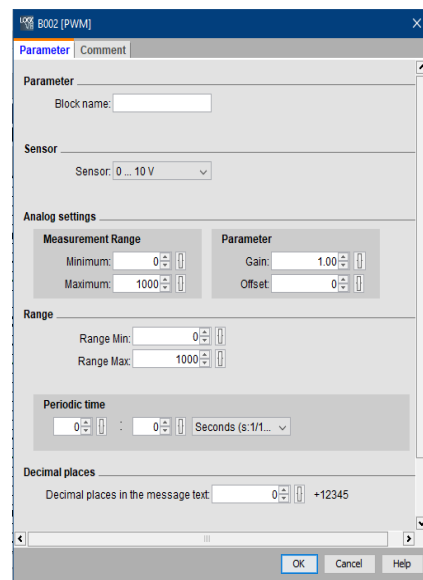 LOGO! B002 [PWM]
Parameter Comment
Parameter
Block name:
Sensor
Sensor: 0 ... 10 V
Analog settings
Measurement Range Parameter
Minimum: 0 Gain: 1.00
Maximum: 1000 Offset: 0
Range
Range Min: 0
Range Max: 1000
Periodic time
0 : 0 Seconds (s:1/1...
Decimal places
Decimal places in the message text: 0 +12345
OK Cancel Help